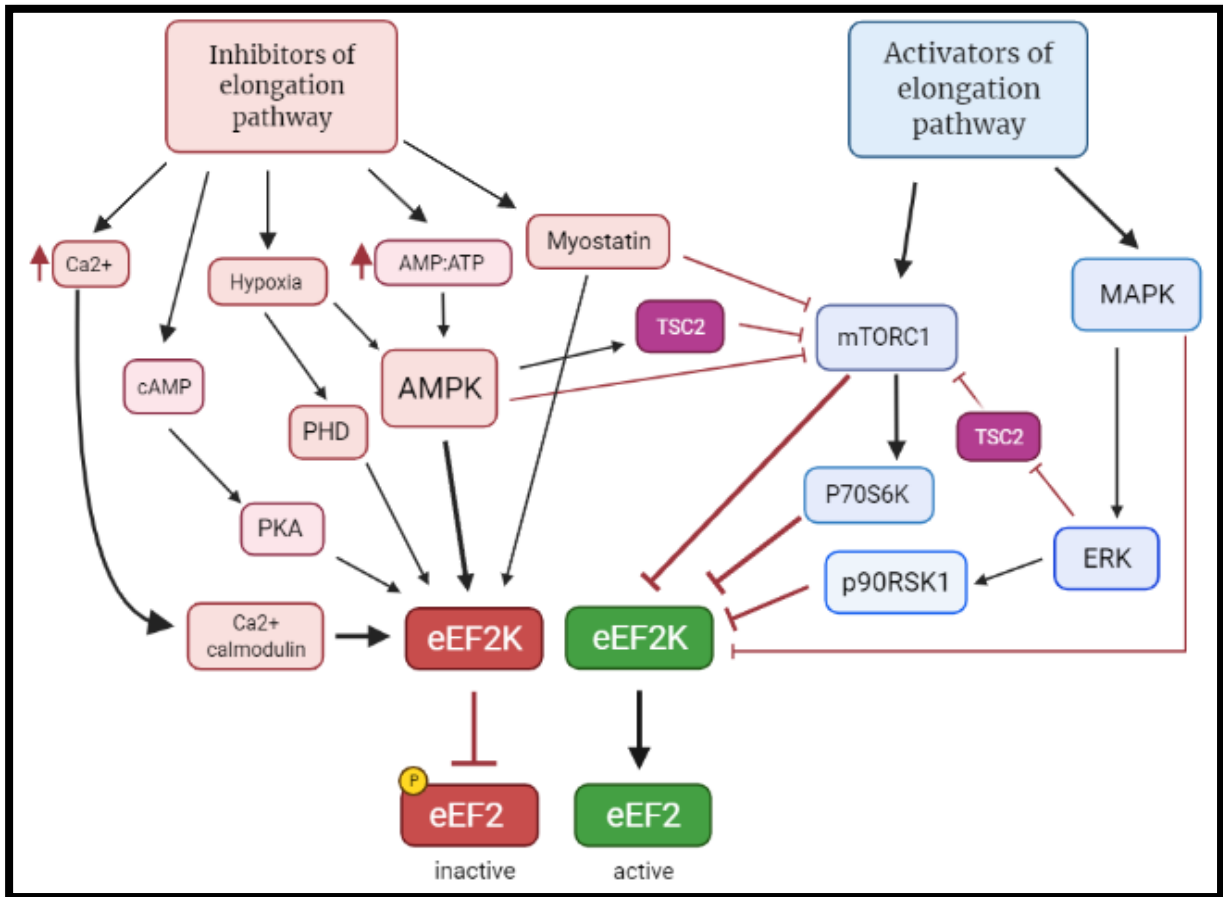 Inhibitors of
elongation
pathway
Activators of
elongation
pathway
Ca2+
Hypoxia
AMP:ATP
Myostatin
TSC2
mTORC1
MAPK
cAMP
AMPK
PHD
TSC2
P70S6K
PKA
p90RSK1
ERK
Ca2+
calmodulin
eEF2K
eEF2K
P
eEF2
eEF2
inactive
active